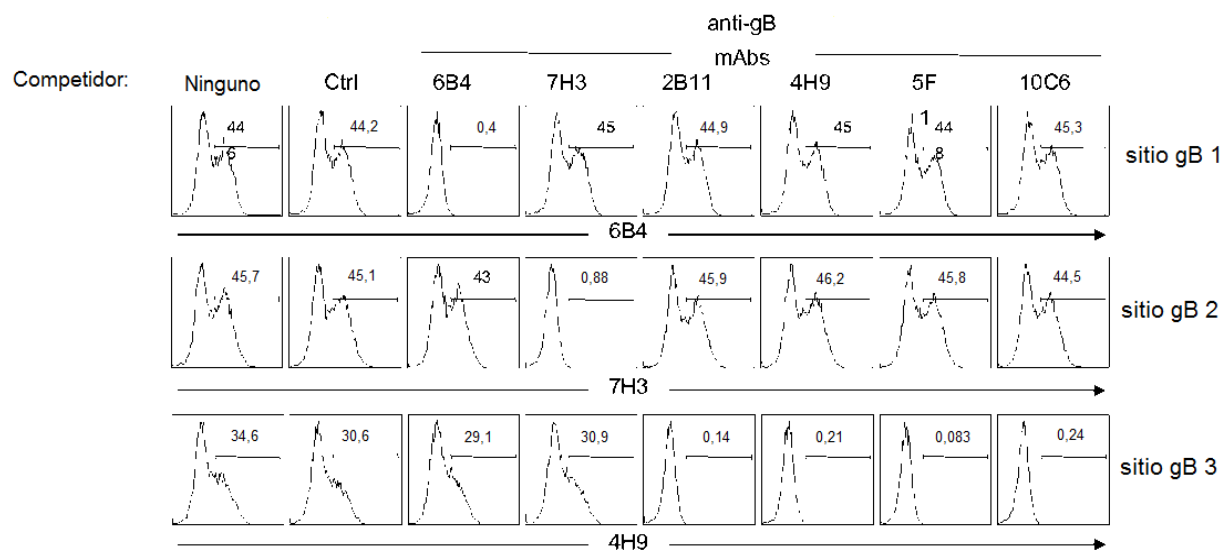 anti-gB
mAbs
Competidor: Ninguno Ctrl 6B4 7H3 2B11 4H9 5F 10C6
1
44 44,2 0,4 45 44,9 45 44 45,3
6 8
sitio gB 1
6B4
45,7 45,1 43 0,88 45,9 46,2 45,8 44,5
sitio gB 2
7H3
34,6 30,6 29,1 30,9 0,14 0,21 0,083 0,24
sitio gB 3
4H9